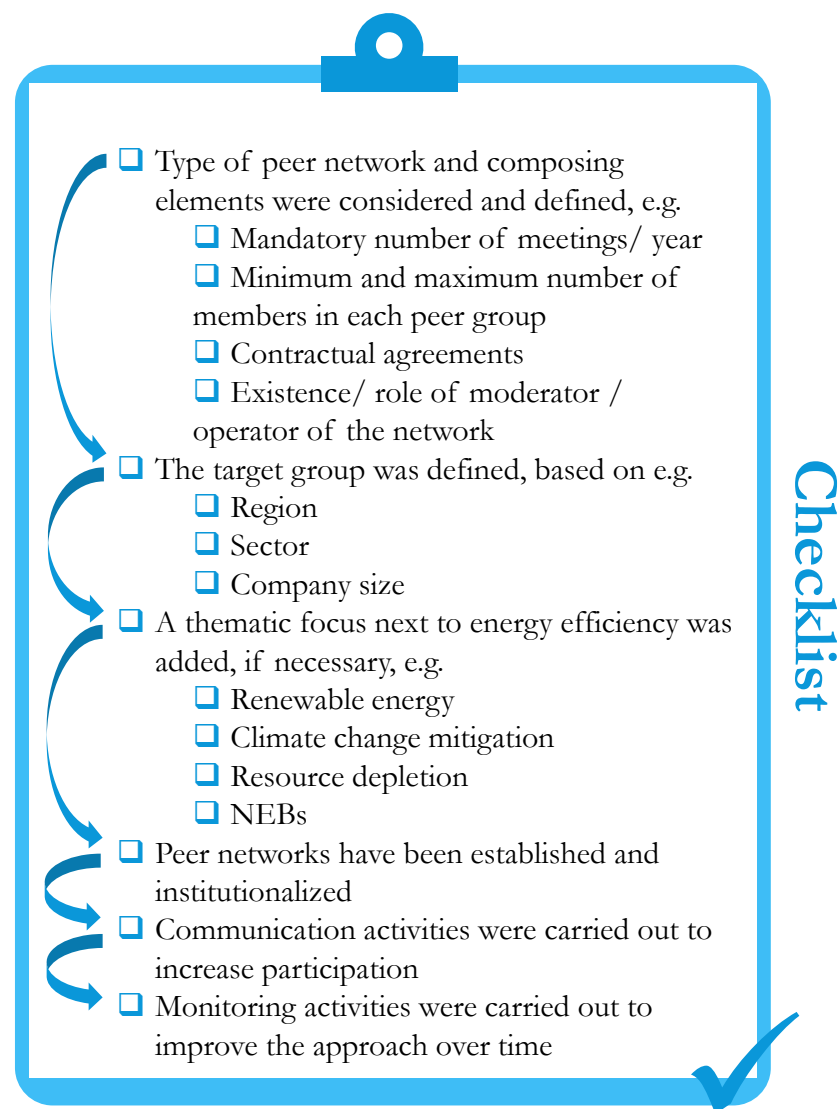 ❑ Type of peer network and composing
elements were considered and defined, e.g.
❑ Mandatory number of meetings/ year
❑ Minimum and maximum number of
members in each peer group
❑ Contractual agreements
❑ Existence/ role of moderator /
operator of the network
❑ The target group was defined, based on e.g.
❑ Region
❑ Sector
❑ Company size
❑ A thematic focus next to energy efficiency was
added, if necessary, e.g.
❑ Renewable energy
❑ Climate change mitigation
❑ Resource depletion
❑ NEBs
❑ Peer networks have been established and
institutionalized
❑ Communication activities were carried out to
increase participation
❑ Monitoring activities were carried out to
improve the approach over time
Checklist